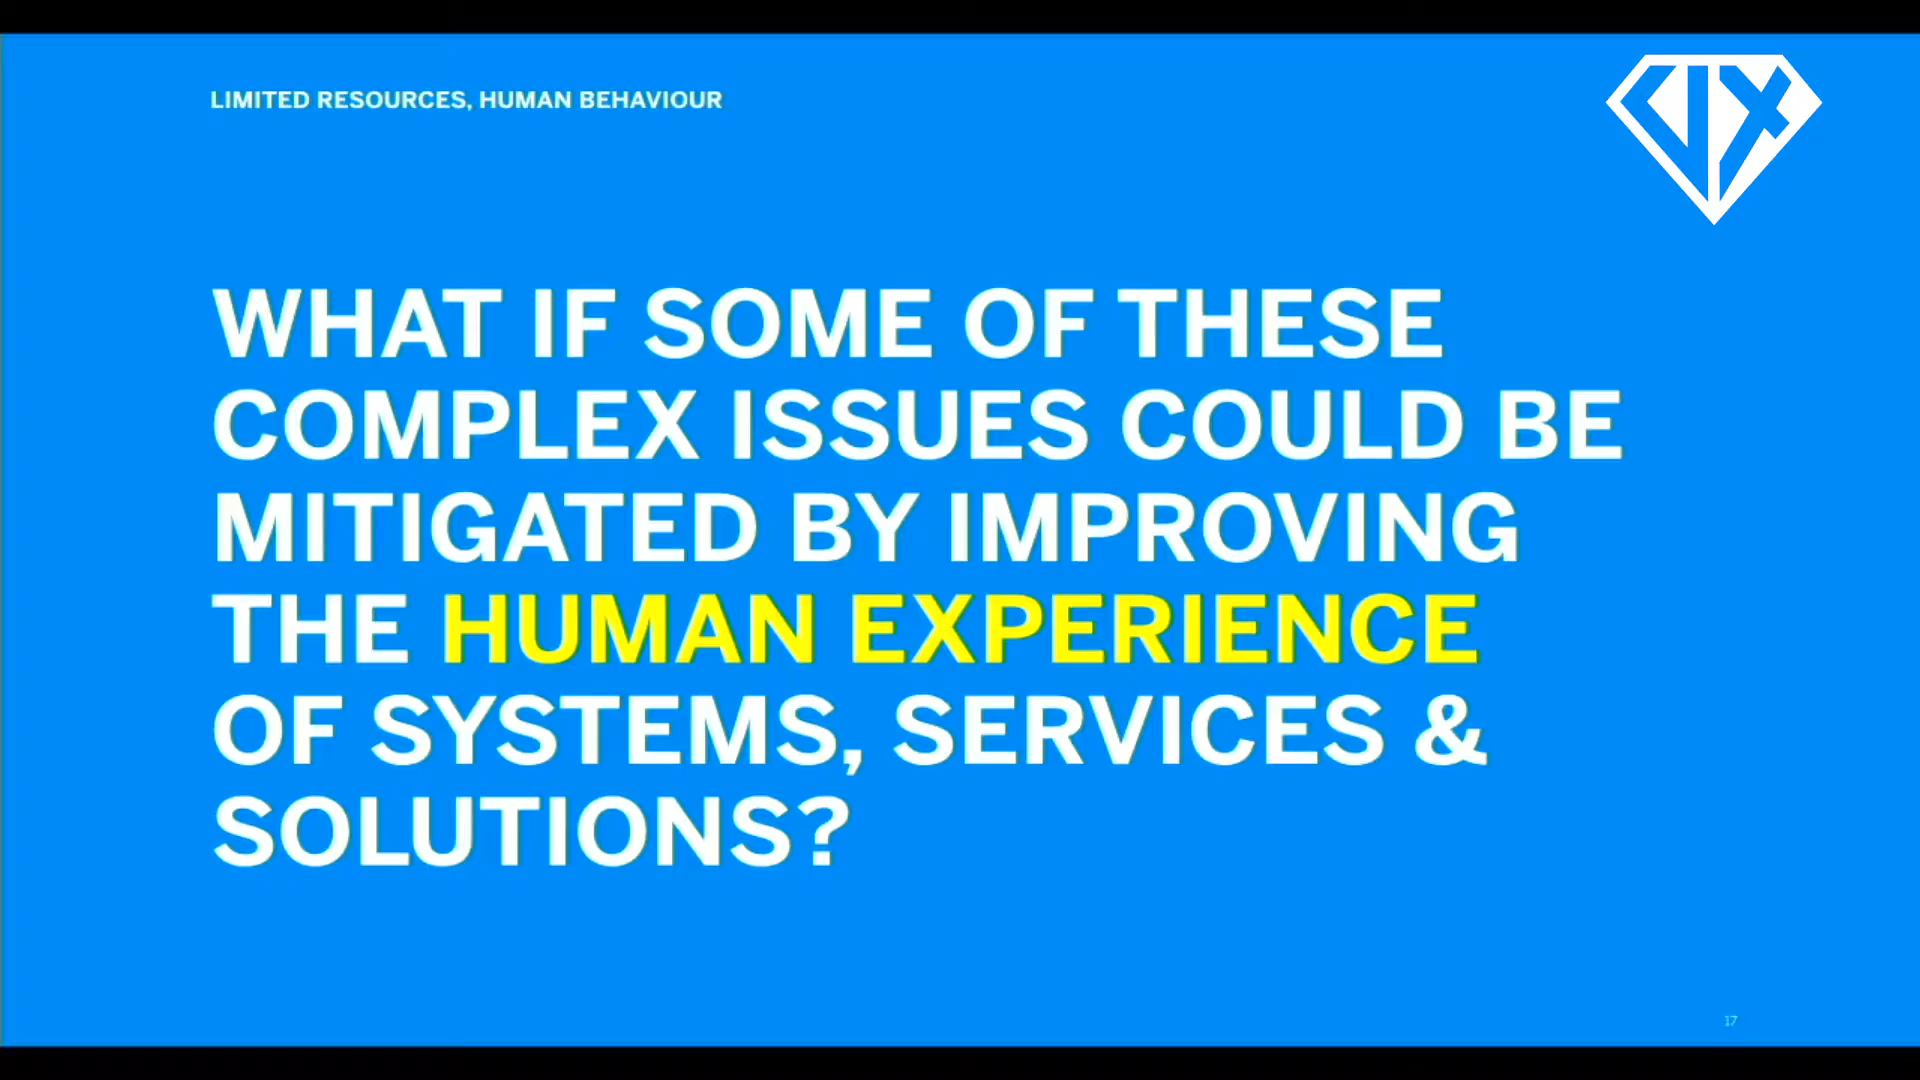 LIMITED RESOURCES, HUMAN BEHAVIOUR
UX
WHAT IF SOME OF THESE
COMPLEX ISSUES COULD BE
MITIGATED BY IMPROVING
THE HUMAN EXPERIENCE
OF SYSTEMS, SERVICES &
SOLUTIONS?
17